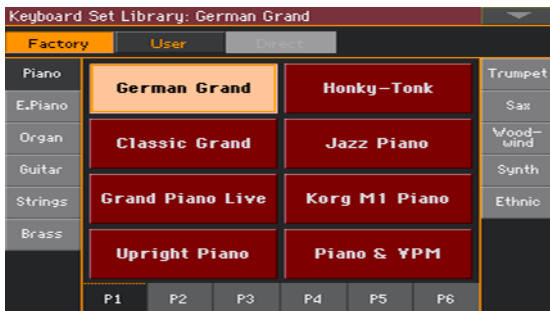 Keyboard Set Library: German Grand
Factory
User
Direct
Piano
E.Piano
Organ
Guitar
Strings
Brass
German Grand
Honky-Tonk
Classic Grand
Jazz Piano
Grand Piano Live
Korg M1 Piano
Upright Piano
Piano & VPM
Trumpet
Sax
Wood-
wind
Synth
Ethnic
P1
P2
P3
P4
P5
P6